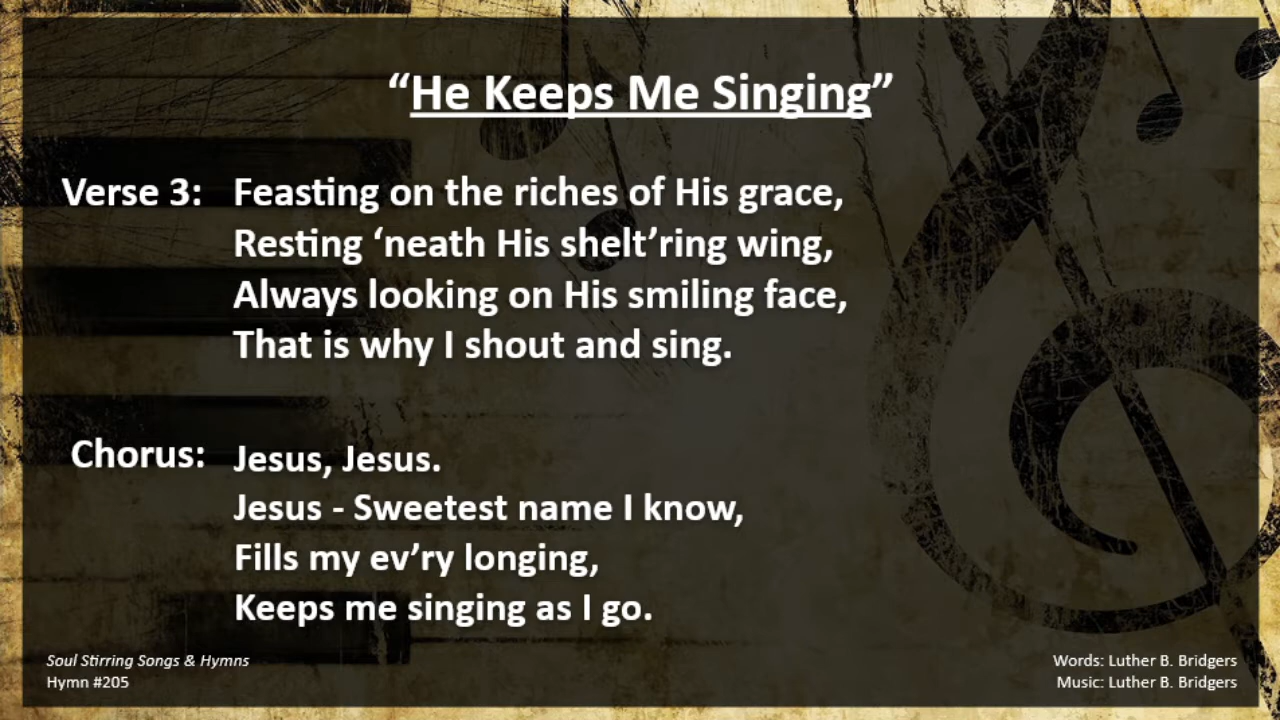 “He Keeps Me Singing”
Verse 3: Feasting on the riches of His grace,
Resting ‘neath His shelt’ring wing,
Always looking on His smiling face,
That is why I shout and sing.
Chorus: Jesus, Jesus.
Jesus - Sweetest name I know,
Fills my ev’ry longing,
Keeps me singing as I go.
Soul Stirring Songs & Hymns
Hymn #205
Words: Luther B. Bridgers
Music: Luther B. Bridgers